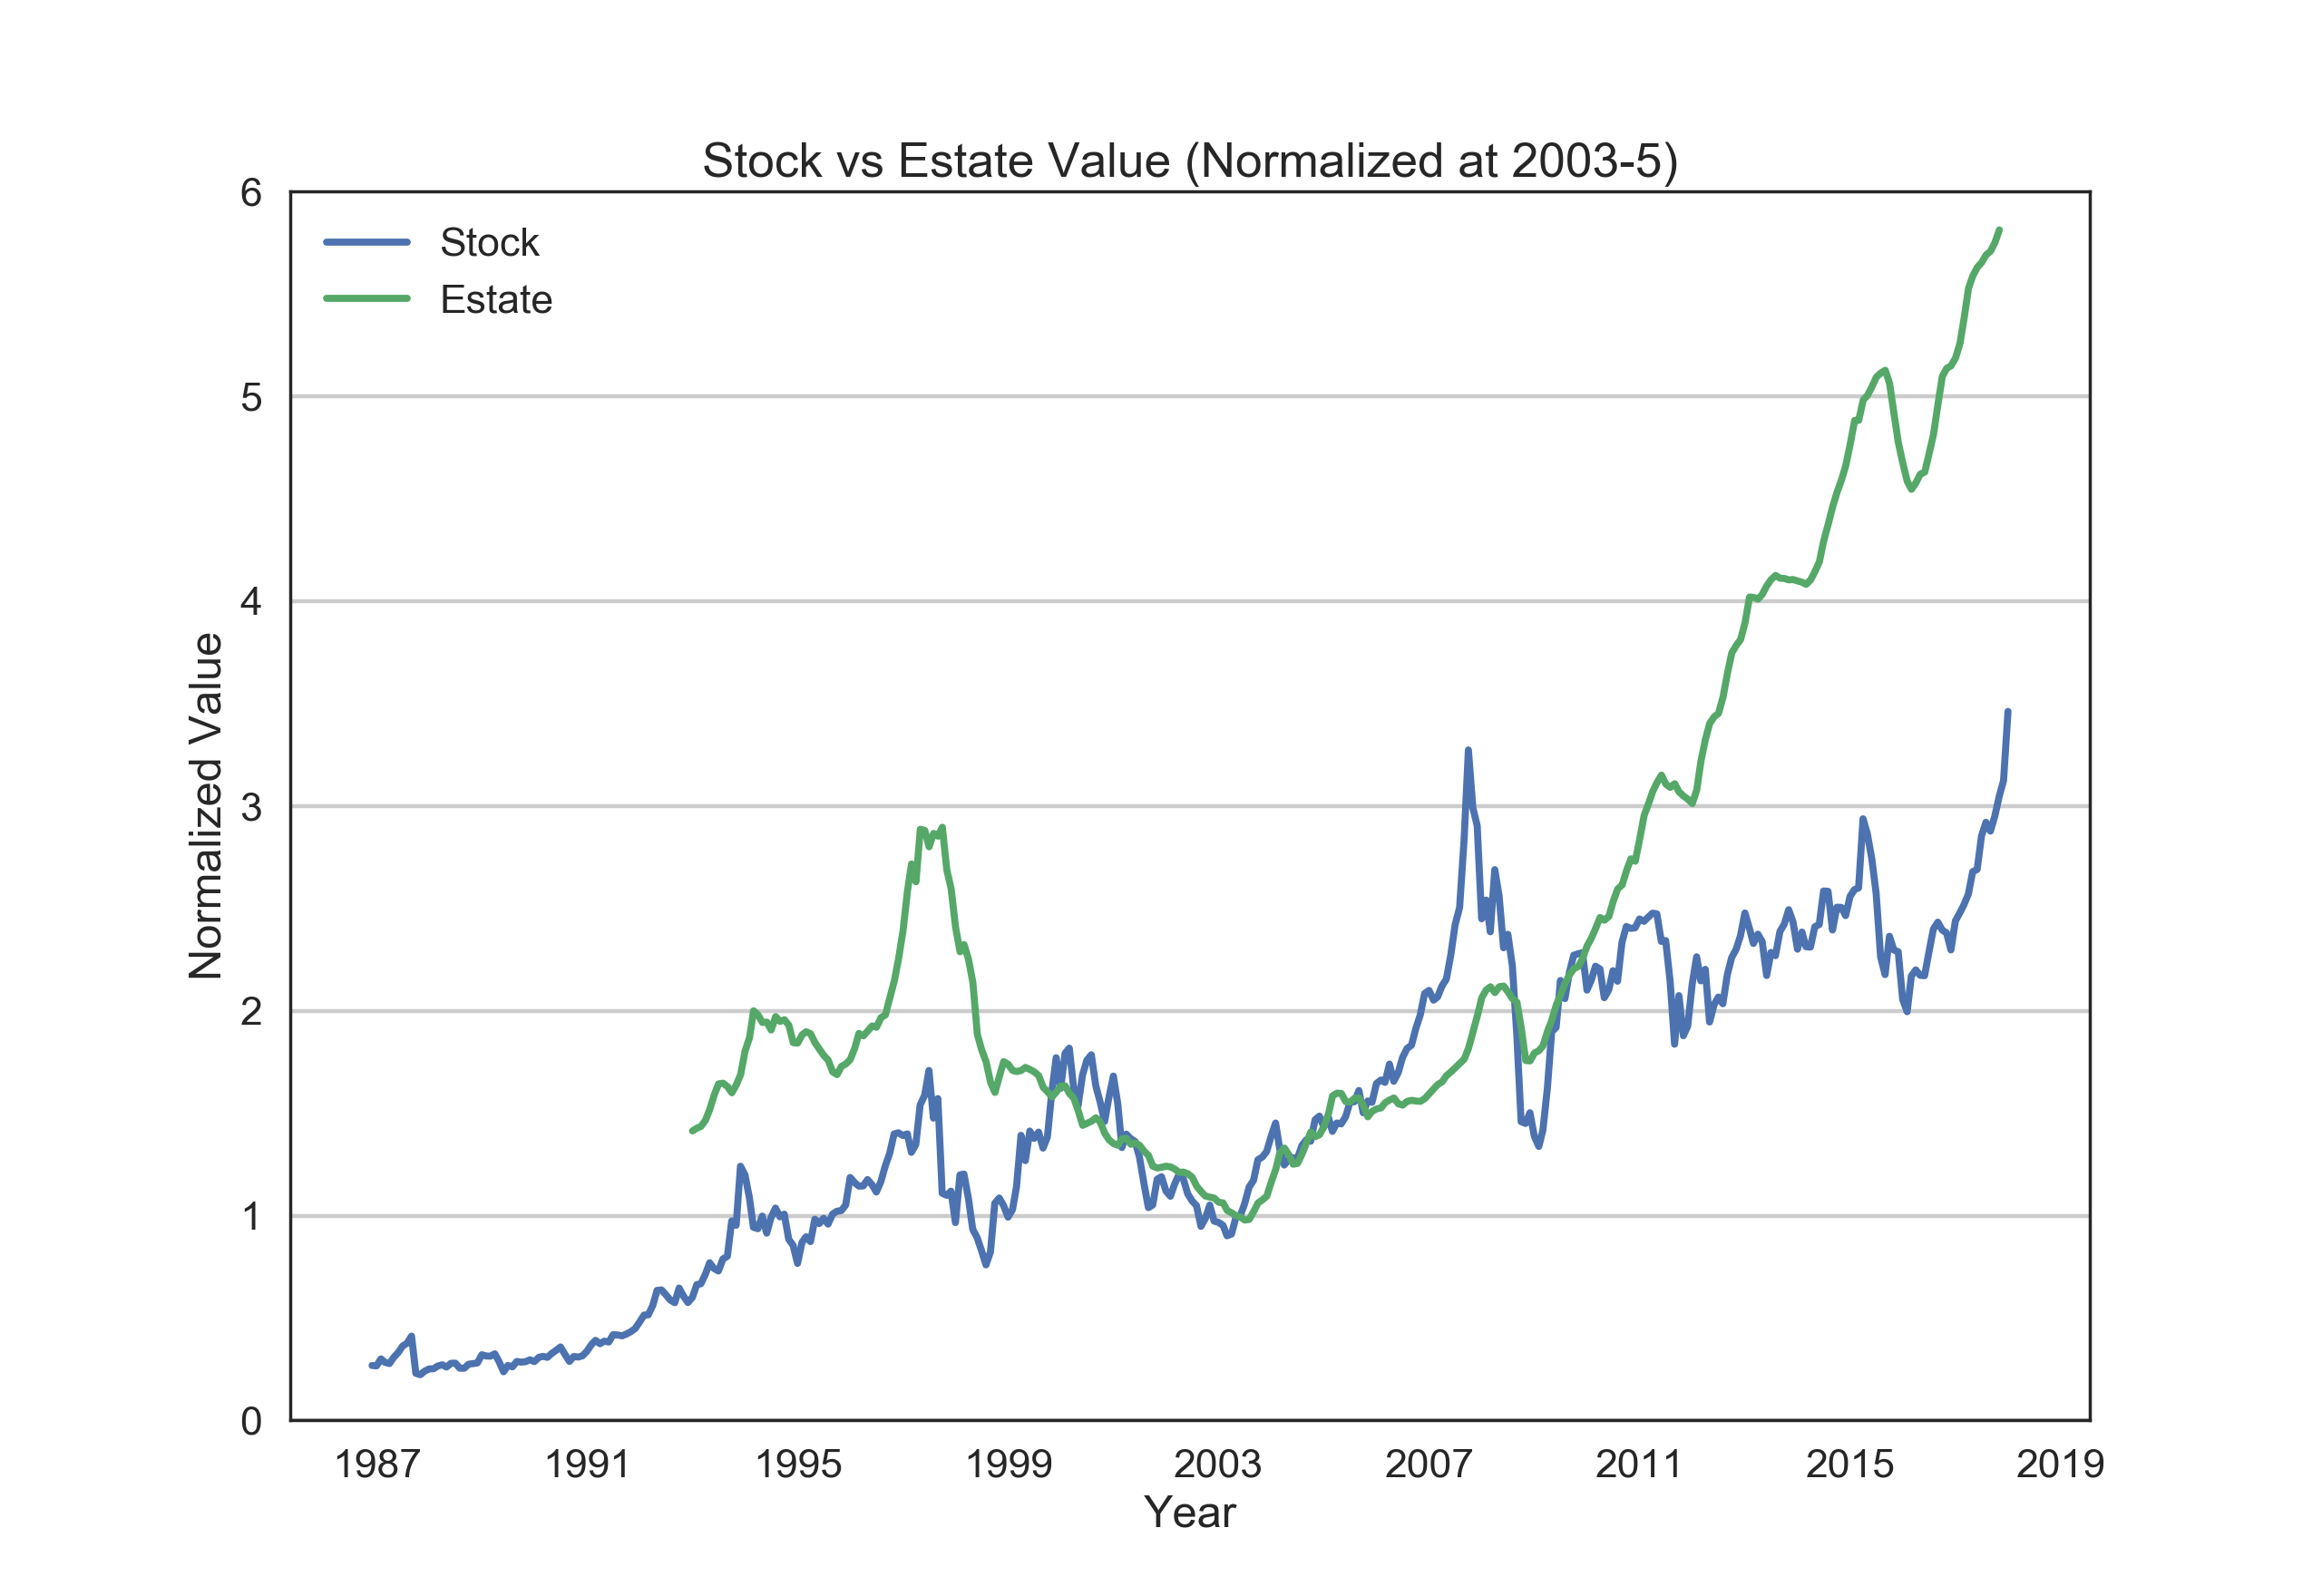 Stock vs Estate Value (Normalized at 2003-5)
6
Stock
Estate
5
4
3
2
1
0
Normalized Value
1987 1991 1995 1999 2003 2007 2011 2015 2019
Year